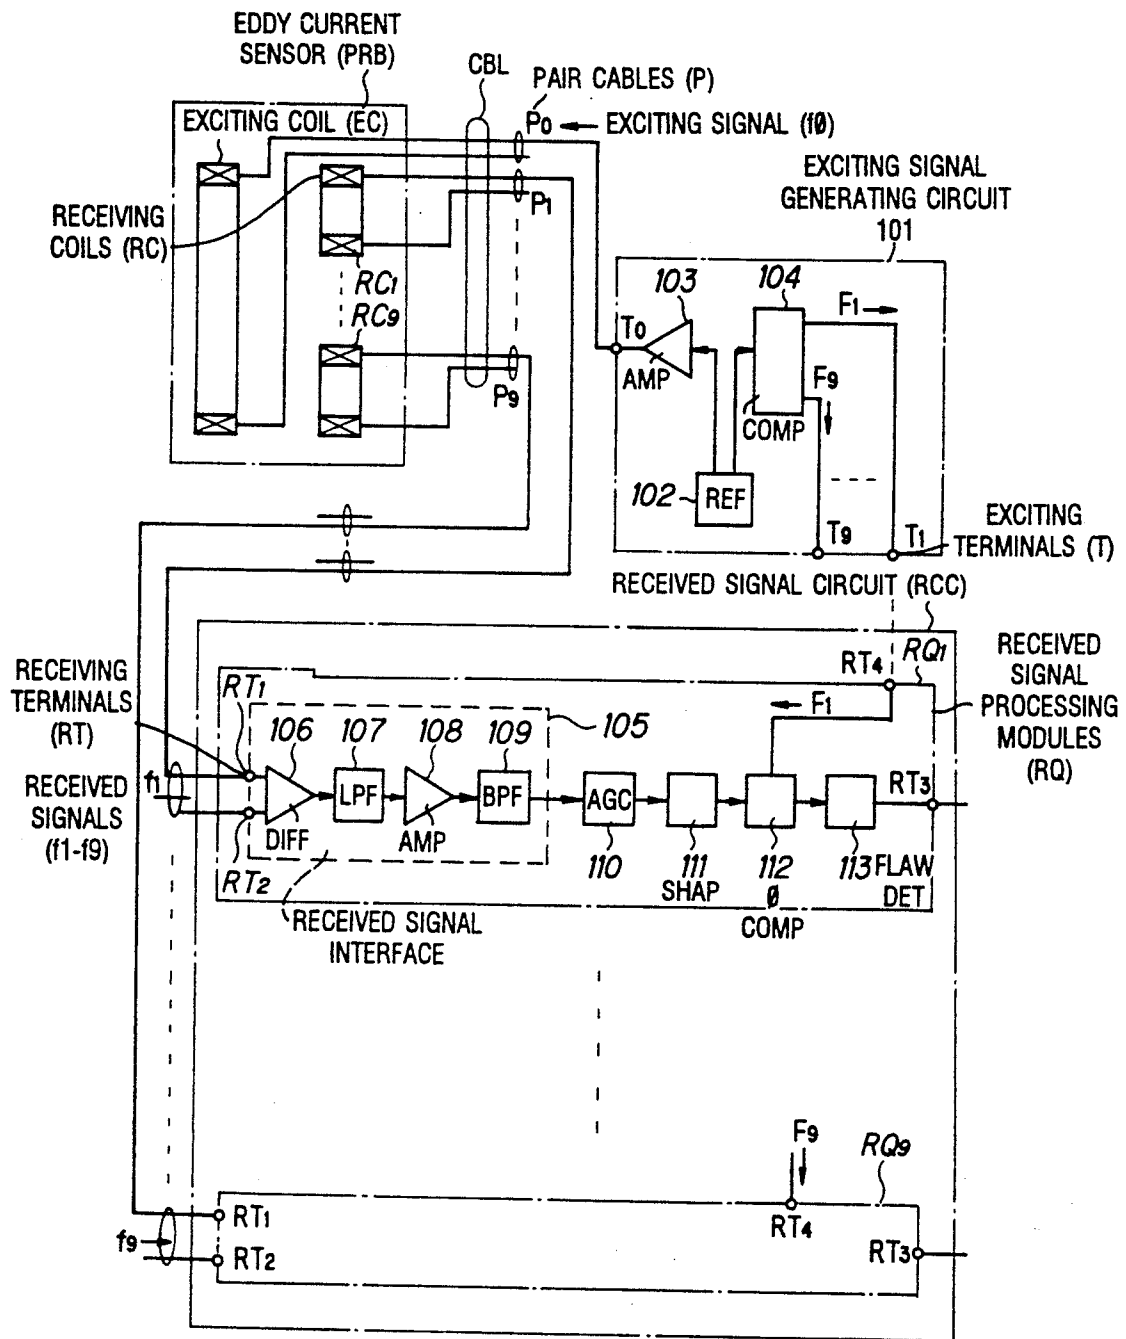 EDDY CURRENT
SENSOR (PRB)
CBL
PAIR CABLES (P)
EXCITING COIL (EC)
P0
EXCITING SIGNAL (fØ)
EXCITING SIGNAL
GENERATING CIRCUIT
101
RECEIVING
COILS (RC)
P1
RC1
RC9
P9
103
104
T0
F1
AMP
F9
COMP
102
REF
T9
T1
EXCITING
TERMINALS (T)
RECEIVED SIGNAL CIRCUIT (RCC)
RT4
RQ1
RECEIVED
SIGNAL
PROCESSING
MODULES
(RQ)
RECEIVING
TERMINALS
(RT)
RT1
106
107
108
109
105
F1
RECEIVED
SIGNALS
(f1-f9)
f1
LPF
BPF
AGC
RT3
DIFF
AMP
RT2
110
111
112
113
FLAW
DET
SHAP
Ø
COMP
RECEIVED SIGNAL
INTERFACE
F9
RQ9
f9
RT1
RT2
RT4
RT3